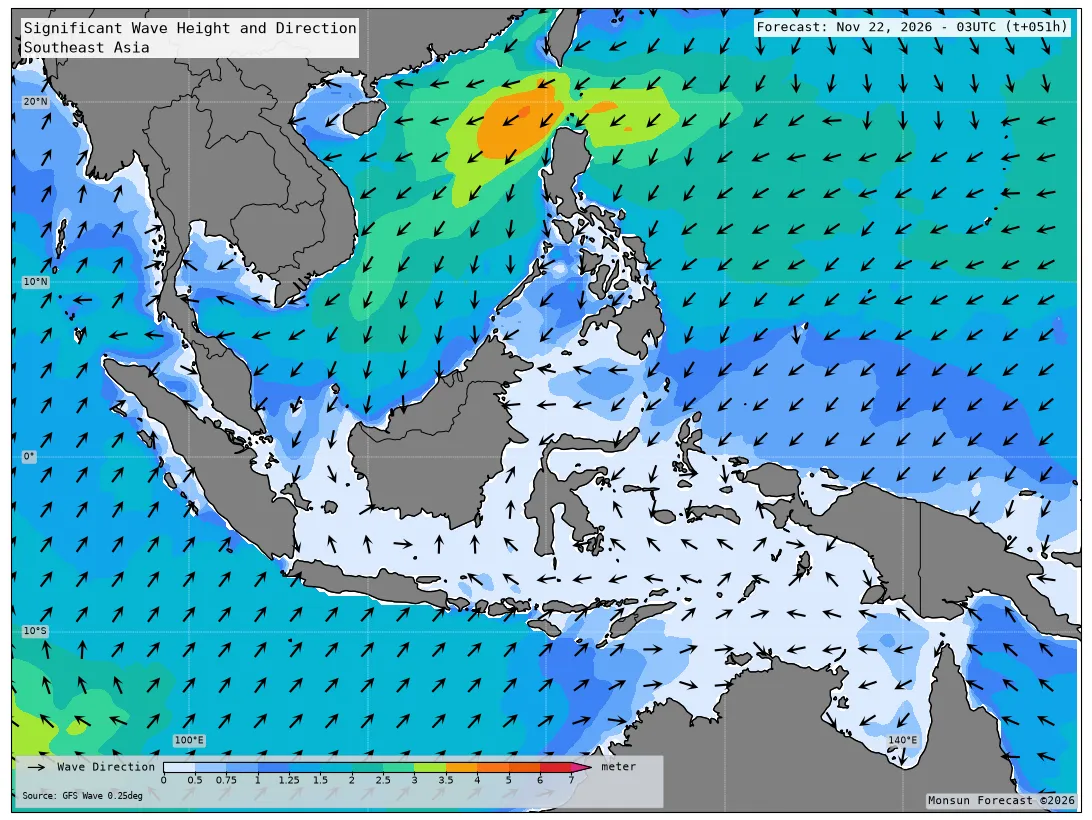 Significant Wave Height and Direction
Southeast Asia
Forecast: Nov 22, 2026 - 03UTC (t+051h)
20°N
10°N
0°
10°S
100°E
140°E
Wave Direction
0 0.5 0.75 1 1.25 1.5 2 2.5 3 3.5 4 5 6 7
meter
Source: GFS Wave 0.25deg
Monsun Forecast ©2026